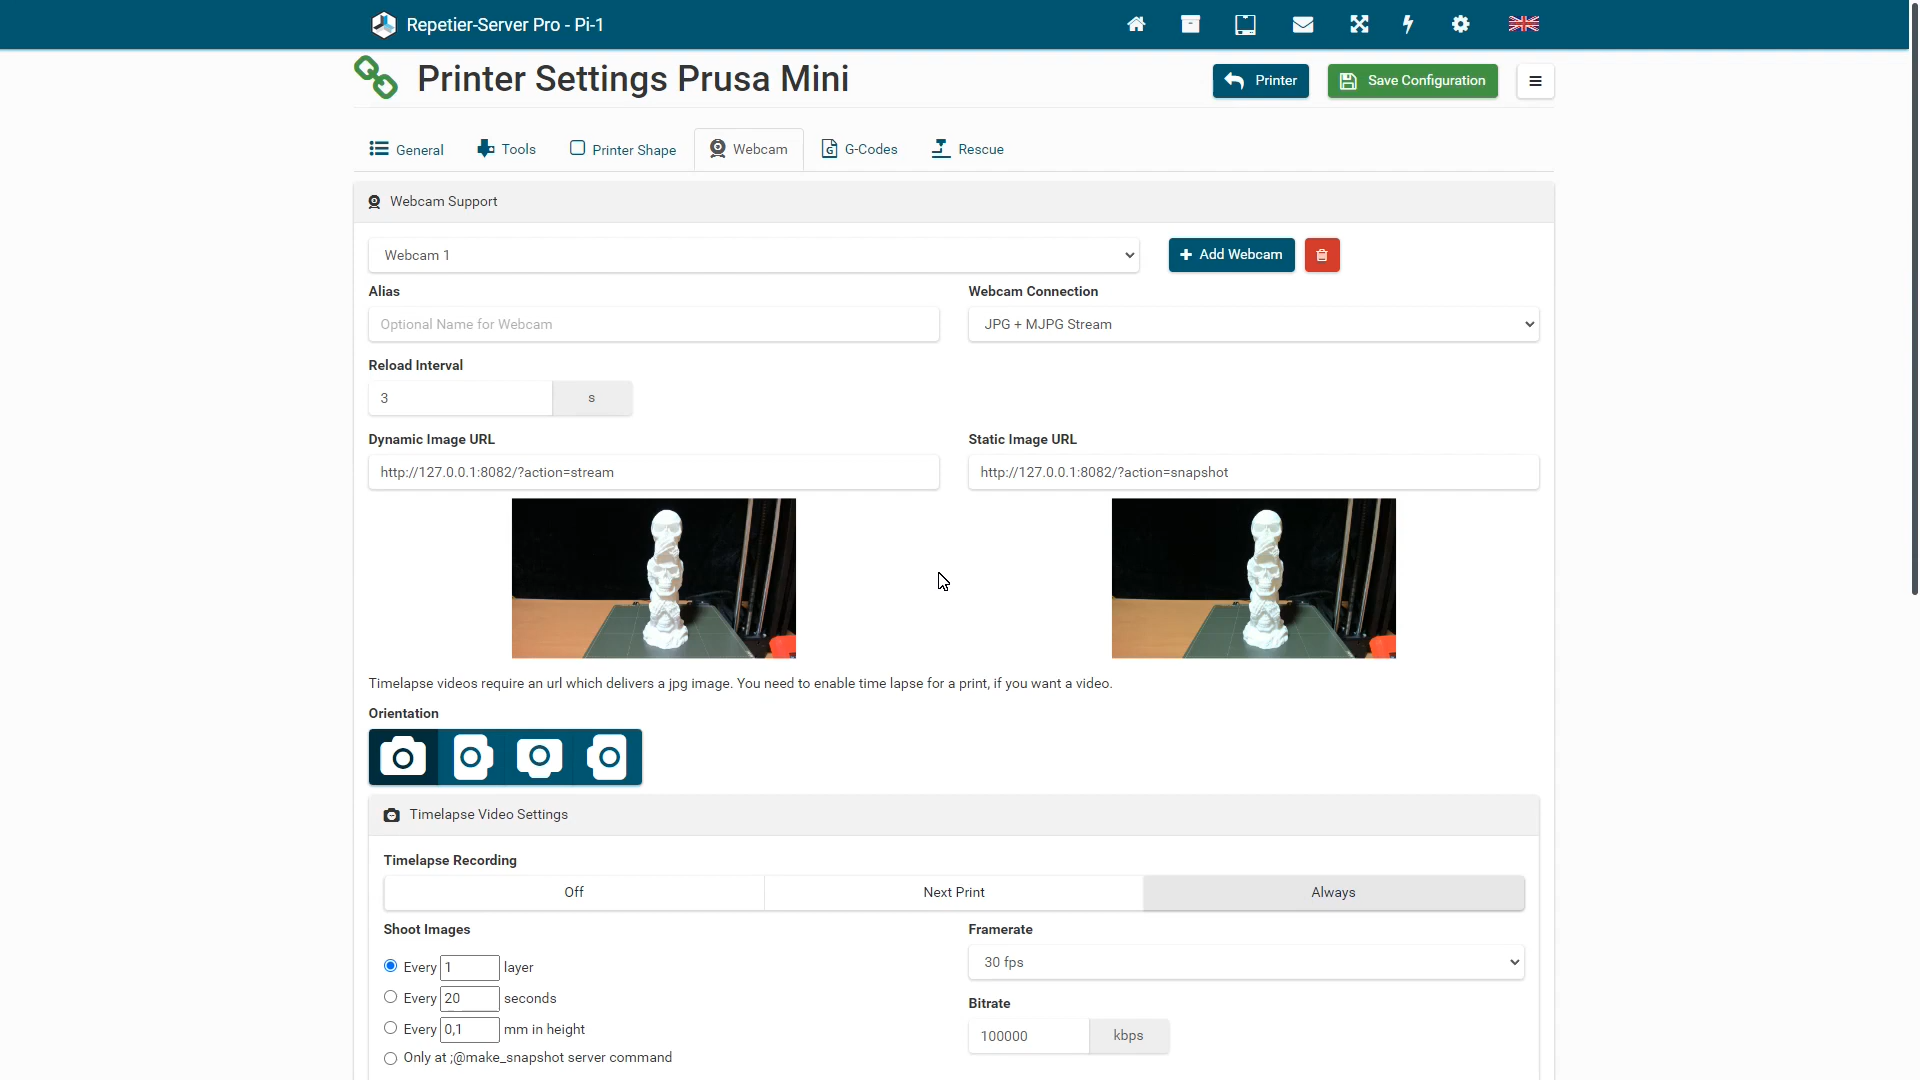 Repetier-Server Pro - Pi-1
Printer Settings Prusa Mini
Printer
Save Configuration
General
Tools
Printer Shape
Webcam
G-Codes
Rescue
Webcam Support
Webcam 1
Add Webcam
Alias
Webcam Connection
Optional Name for Webcam
JPG + MJPG Stream
Reload Interval
3
s
Dynamic Image URL
Static Image URL
http://127.0.0.1:8082/?action=stream
http://127.0.0.1:8082/?action=snapshot
Timelapse videos require an url which delivers a jpg image. You need to enable time lapse for a print, if you want a video.
Orientation
Timelapse Video Settings
Timelapse Recording
Off
Next Print
Always
Shoot Images
Framerate
Every 1 layer
30 fps
Every 20 seconds
Bitrate
Every 0,1 mm in height
100000
kbps
Only at ;@make_snapshot server command